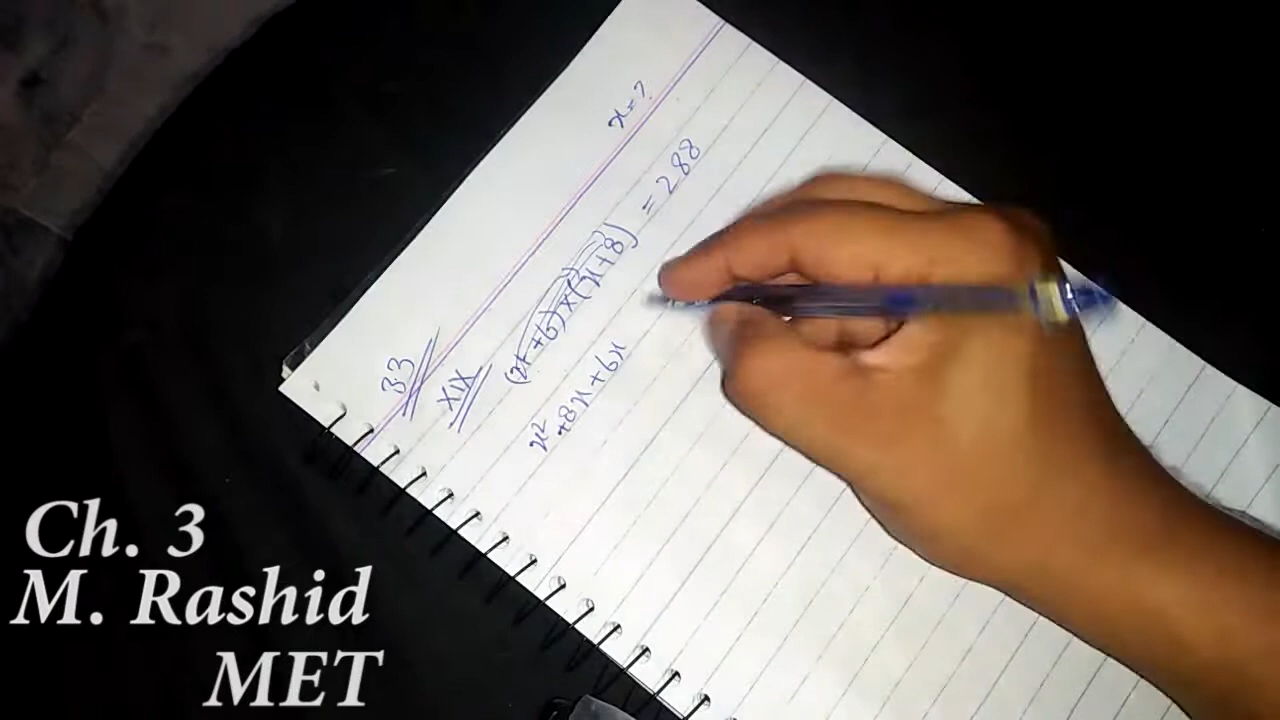 x=?
33
XIX
(x+6)x(x+8) = 288
x²+8x+6x
Ch. 3
M. Rashid
MET